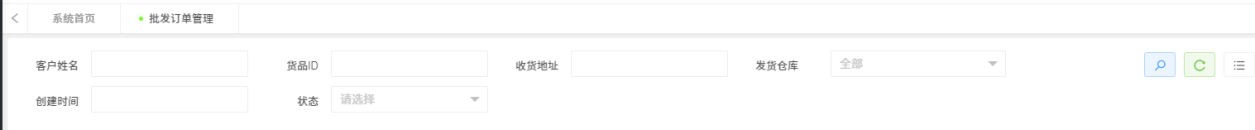 系统首页 批发订单管理
客户姓名 货品ID 收货地址 发货仓库 全部
创建时间 状态 请选择